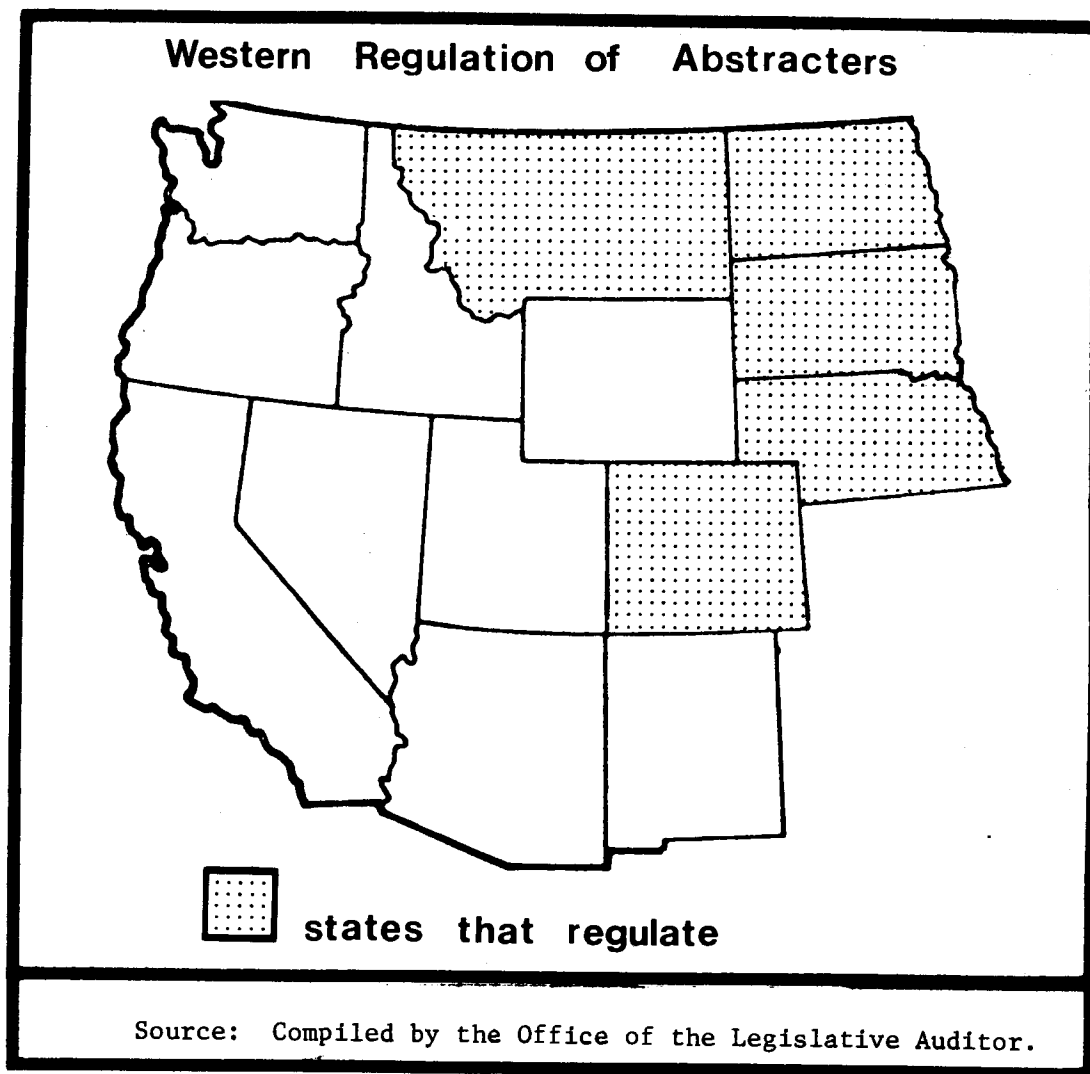 Western Regulation of Abstracters
states that regulate
Source: Compiled by the Office of the Legislative Auditor.